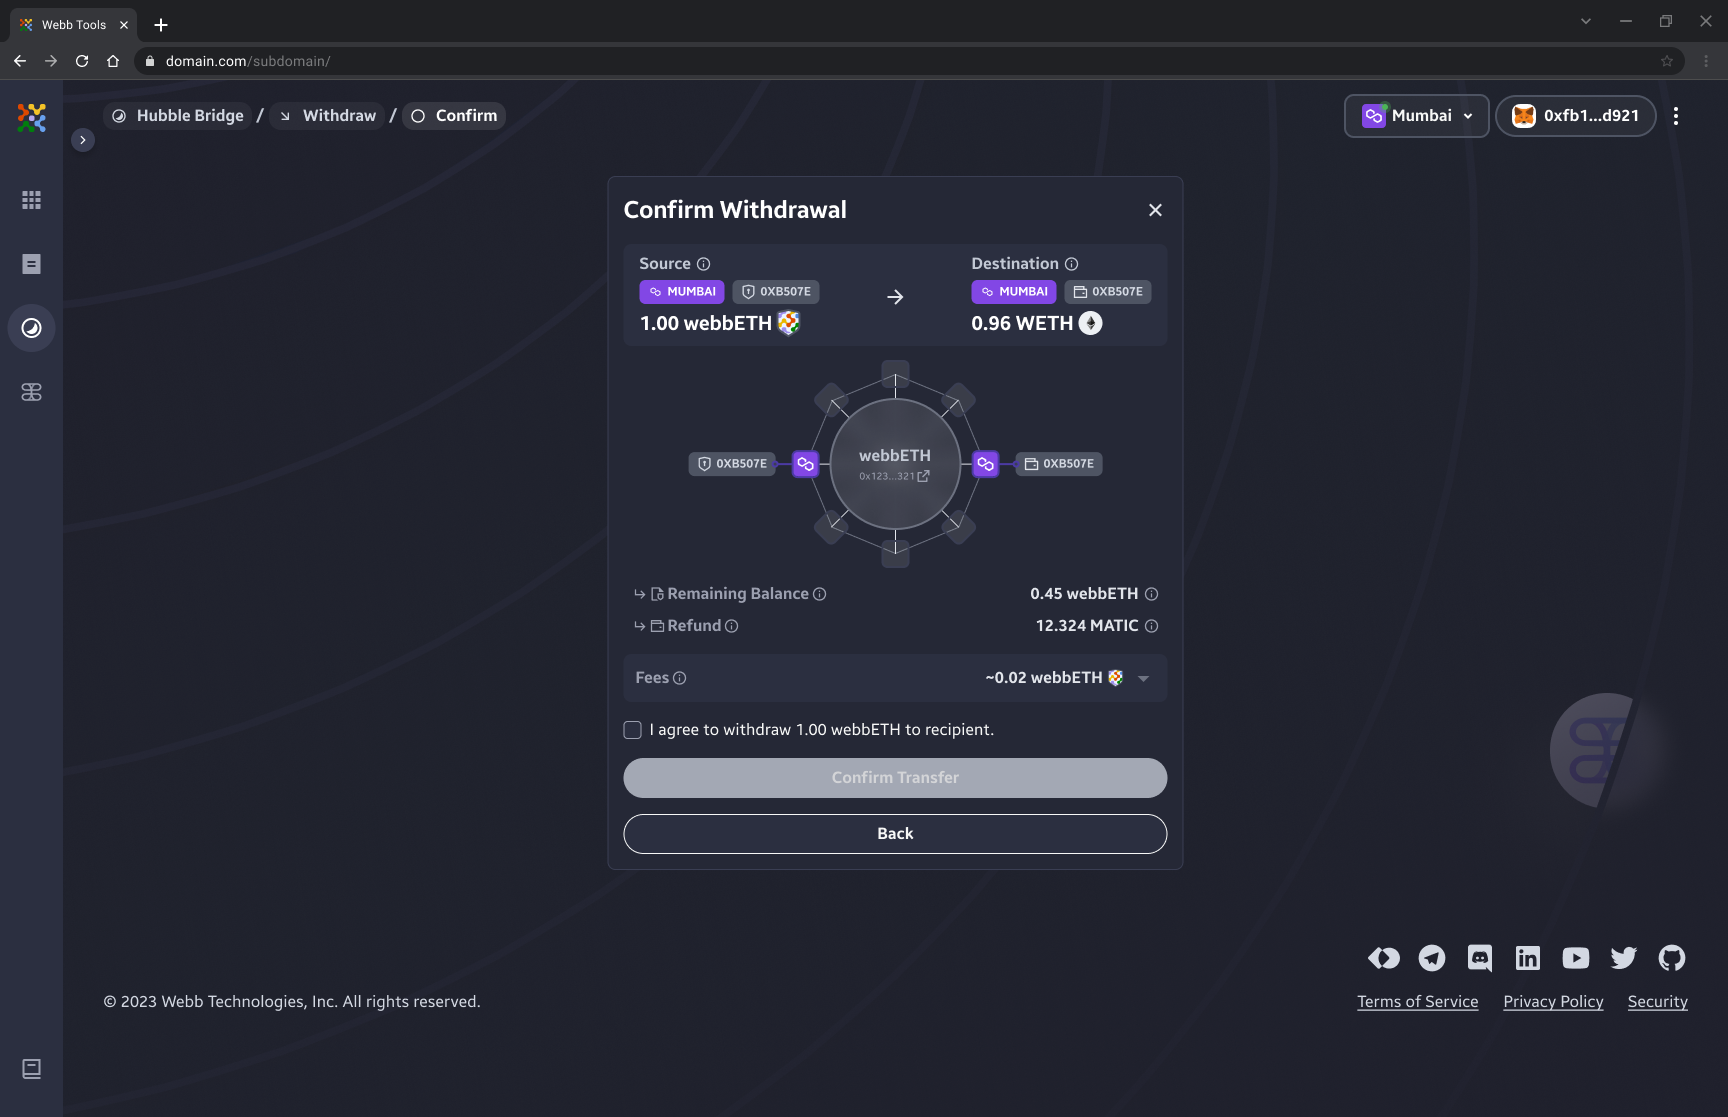 Webb Tools
domain.com/subdomain/
Hubble Bridge / Withdraw / Confirm
Mumbai
0xfb1...d921
Confirm Withdrawal
Source
Destination
MUMBAI 0XB507E
MUMBAI 0XB507E
1.00 webbETH
0.96 WETH
webbETH
0XB507E
0XB507E
0x123...321
Remaining Balance 0.45 webbETH
Refund 12.324 MATIC
Fees ~0.02 webbETH
I agree to withdraw 1.00 webbETH to recipient.
Confirm Transfer
Back
© 2023 Webb Technologies, Inc. All rights reserved.
Terms of Service Privacy Policy Security